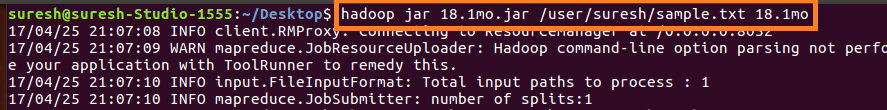 suresh@suresh-Studio-1555:~/Desktop$ hadoop jar 18.1mo.jar /user/suresh/sample.txt 18.1mo
17/04/25 21:07:08 INFO client.RMProxy: Connecting to ResourceManager at /0.0.0.0:8032
17/04/25 21:07:09 WARN mapreduce.JobResourceUploader: Hadoop command-line option parsing not perfo
e your application with ToolRunner to remedy this.
17/04/25 21:07:10 INFO input.FileInputFormat: Total input paths to process : 1
17/04/25 21:07:10 INFO mapreduce.JobSubmitter: number of splits:1